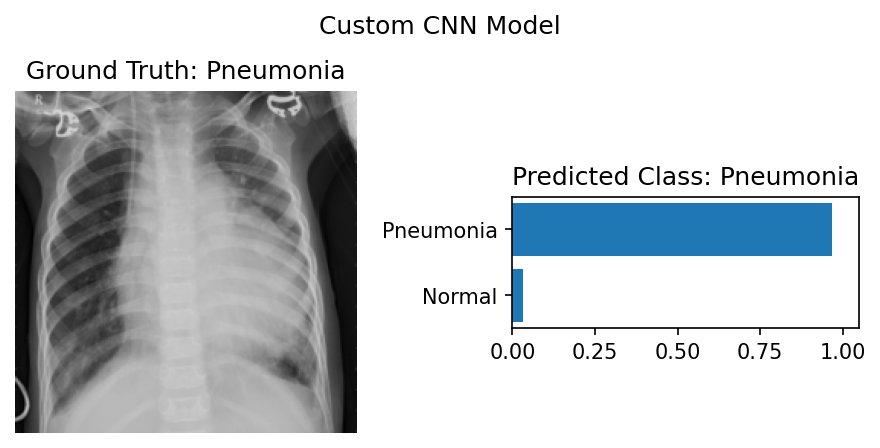 Custom CNN Model
Ground Truth: Pneumonia
R
Predicted Class: Pneumonia
Pneumonia
Normal
0.00 0.25 0.50 0.75 1.00